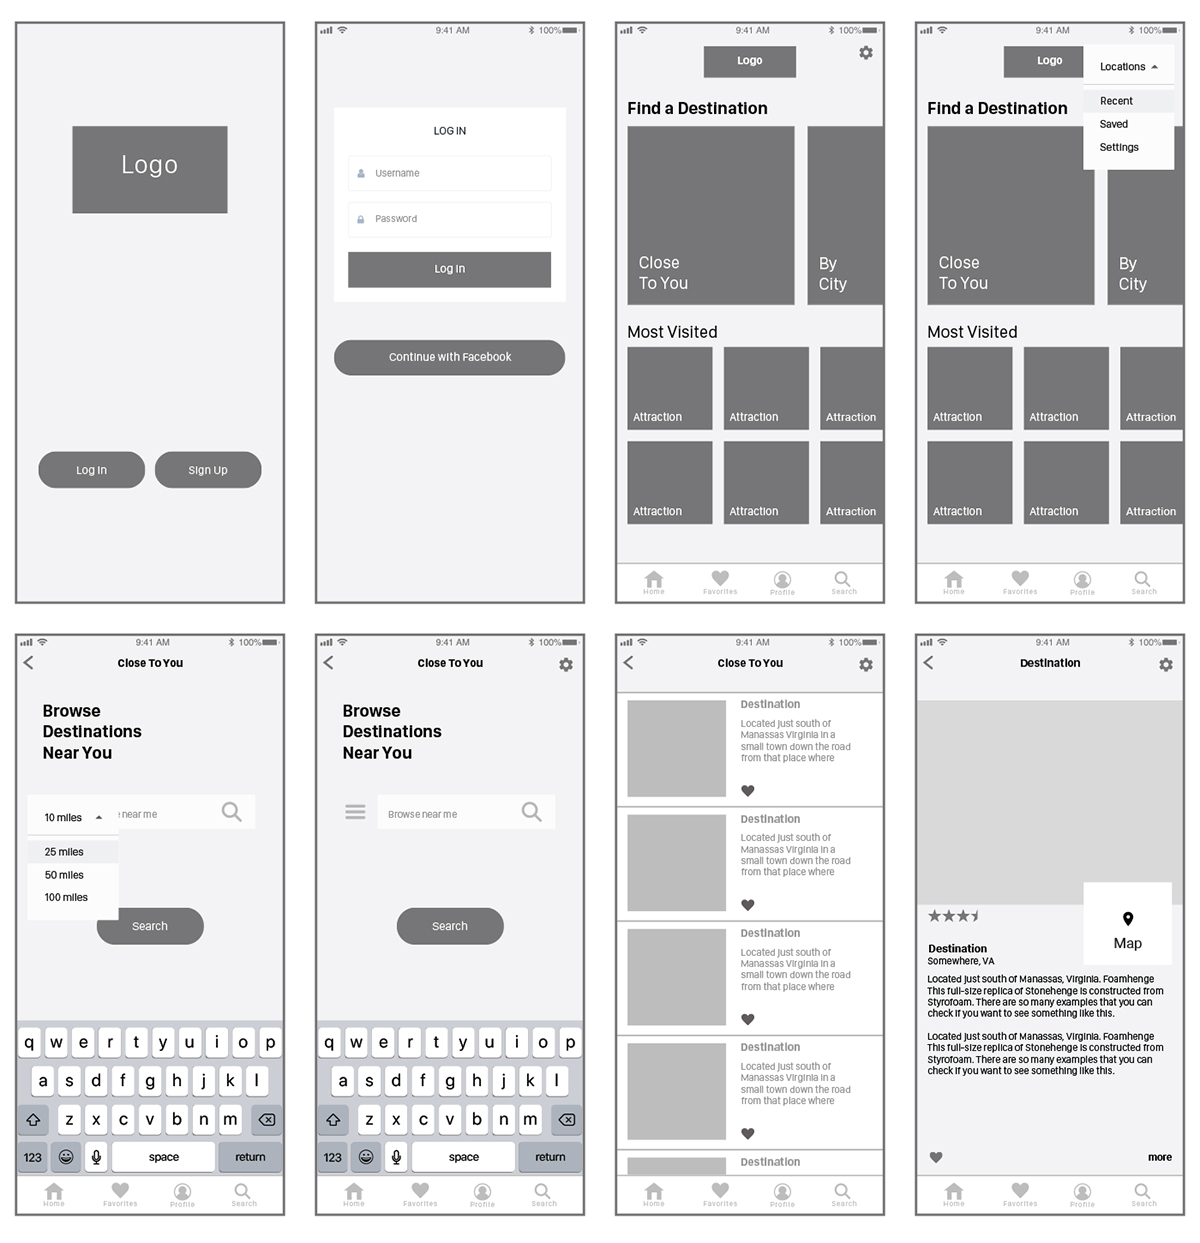 Logo
Log In
Sign Up
9:41 AM
100%
LOG IN
Username
Password
Log In
Continue with Facebook
9:41 AM
100%
Logo
Find a Destination
Close
To You
By
City
Most Visited
Attraction
Attraction
Attraction
Attraction
Attraction
Attraction
Home
Favorites
Profile
Search
9:41 AM
100%
Logo
Locations
Recent
Saved
Settings
Find a Destination
Close
To You
By
City
Most Visited
Attraction
Attraction
Attraction
Attraction
Attraction
Attraction
Home
Favorites
Profile
Search
9:41 AM
100%
Close To You
Browse
Destinations
Near You
10 miles
e near me
25 miles
50 miles
100 miles
Search
q w e r t y u i o p
a s d f g h j k l
z x c v b n m
123
space
return
Home
Favorites
Profile
Search
9:41 AM
100%
Close To You
Browse
Destinations
Near You
Browse near me
Search
q w e r t y u i o p
a s d f g h j k l
z x c v b n m
123
space
return
Home
Favorites
Profile
Search
9:41 AM
100%
Close To You
Destination
Located just south of
Manassas Virginia in a
small town down the road
from that place where
Destination
Located just south of
Manassas Virginia in a
small town down the road
from that place where
Destination
Located just south of
Manassas Virginia in a
small town down the road
from that place where
Destination
Located just south of
Manassas Virginia in a
small town down the road
from that place where
Destination
Home
Favorites
Profile
Search
9:41 AM
100%
Destination
Map
Destination
Somewhere, VA
Located just south of Manassas, Virginia. Foamhenge
This full-size replica of Stonehenge is constructed from
Styrofoam. There are so many examples that you can
check if you want to see something like this.
Located just south of Manassas, Virginia. Foamhenge
This full-size replica of Stonehenge is constructed from
Styrofoam. There are so many examples that you can
check if you want to see something like this.
more
Home
Favorites
Profile
Search